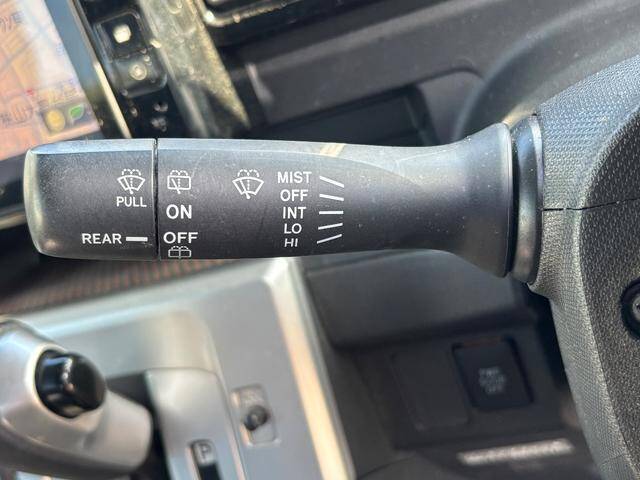 MIST
OFF
INT
LO
HI
PULL
ON
REAR
OFF
P